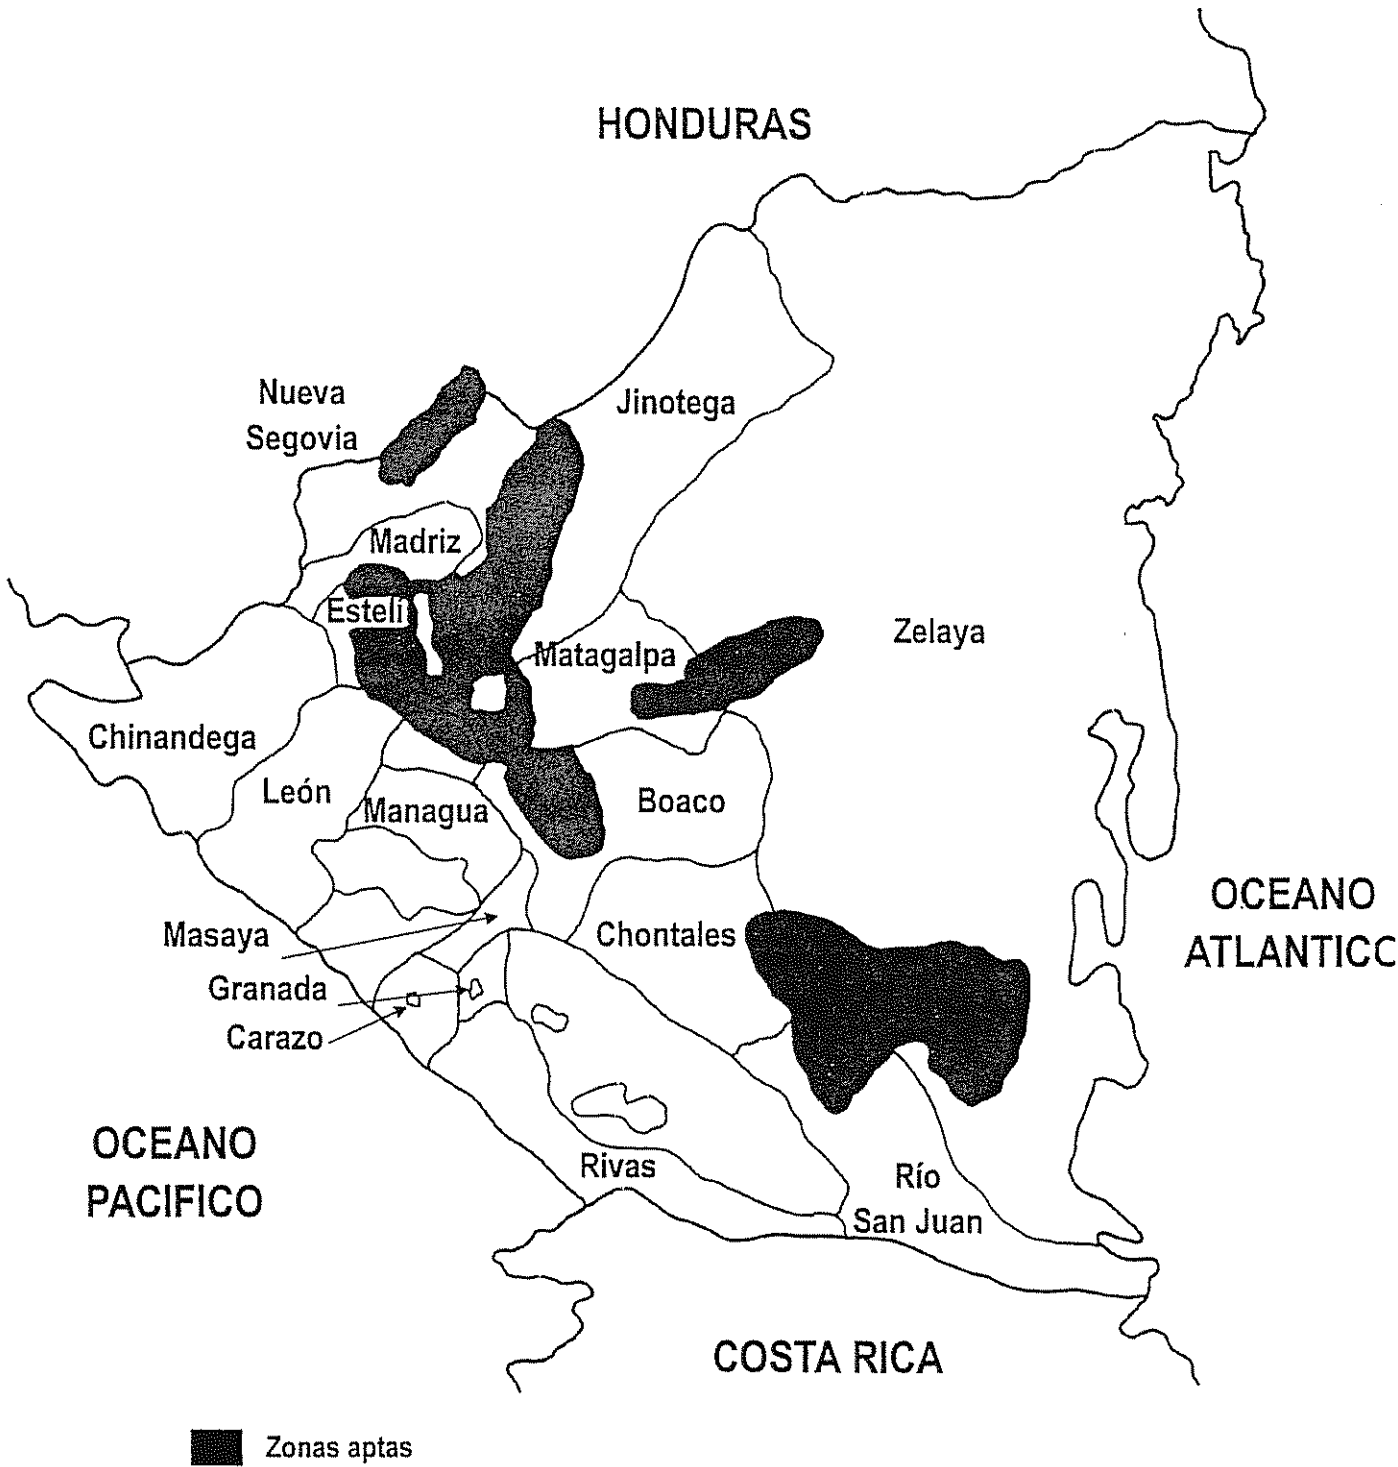 HONDURAS
Nueva
Segovia
Jinotega
Madriz
Estelí
Matagalpa
Zelaya
Chinandega
León
Managua
Boaco
Masaya
Chontales
OCEANO
ATLANTICO
Granada
Carazo
OCEANO
PACIFICO
Rivas
Río
San Juan
COSTA RICA
Zonas aptas